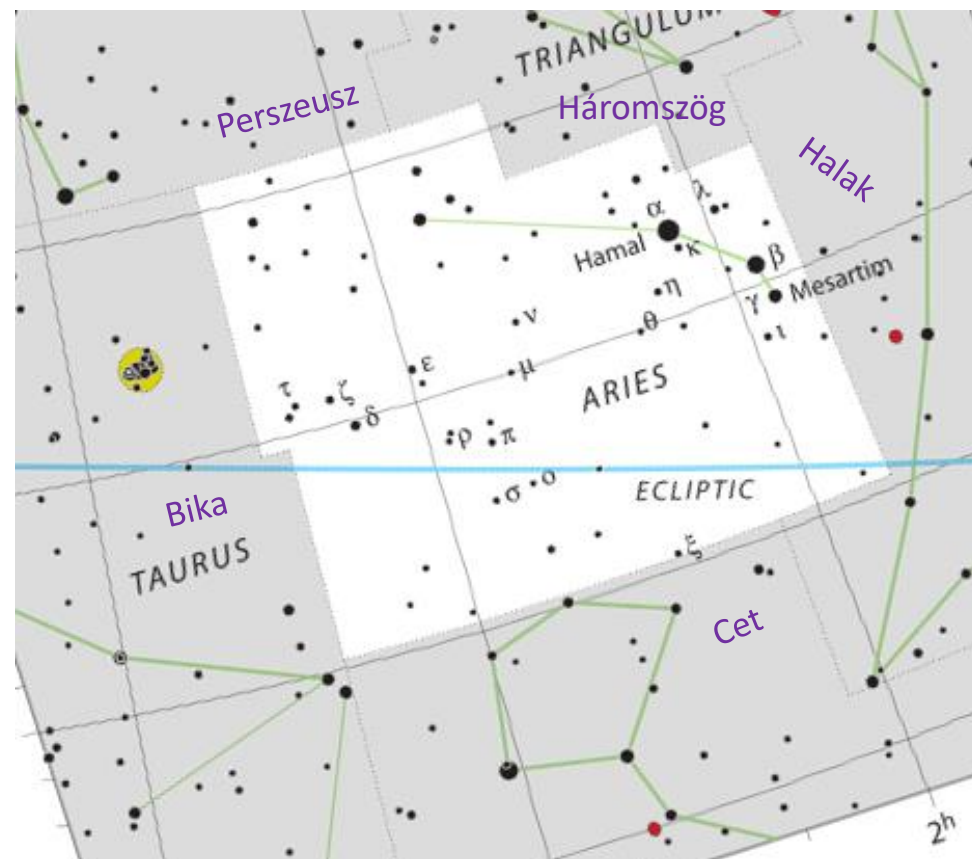 TRIANGULUM
Perszeusz
Háromszög
Halak
α
λ
Hamal
κ
β
Mesartim
γ
η
ν
θ
ι
ε
μ
ARIES
τ
ζ
δ
ρ
π
σ
ο
ECLIPTIC
Bika
TAURUS
ξ
Cet
2h